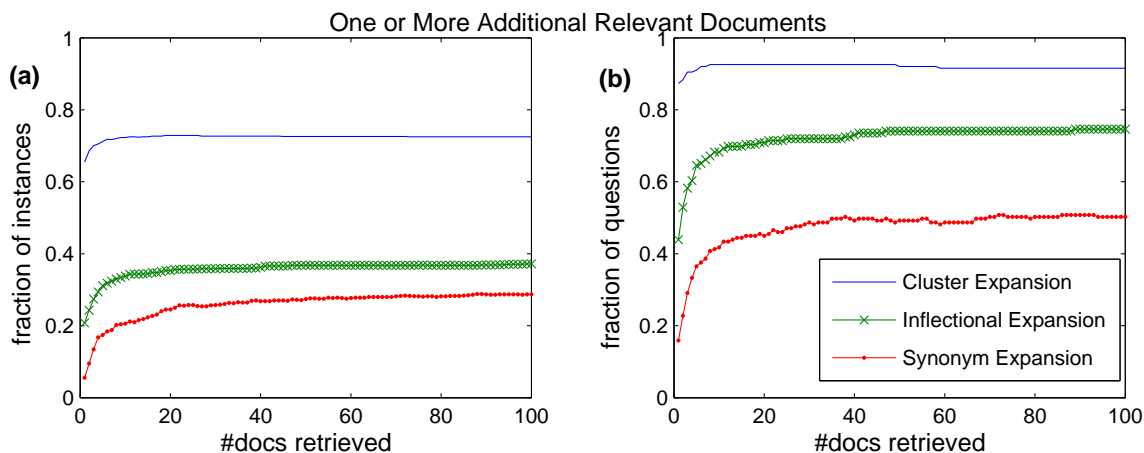 One or More Additional Relevant Documents
(a)
fraction of instances
1
0.8
0.6
0.4
0.2
0
0 20 40 60 80 100
#docs retrieved
(b)
fraction of questions
1
0.8
0.6
0.4
0.2
0
0 20 40 60 80 100
#docs retrieved
Cluster Expansion
Inflectional Expansion
Synonym Expansion